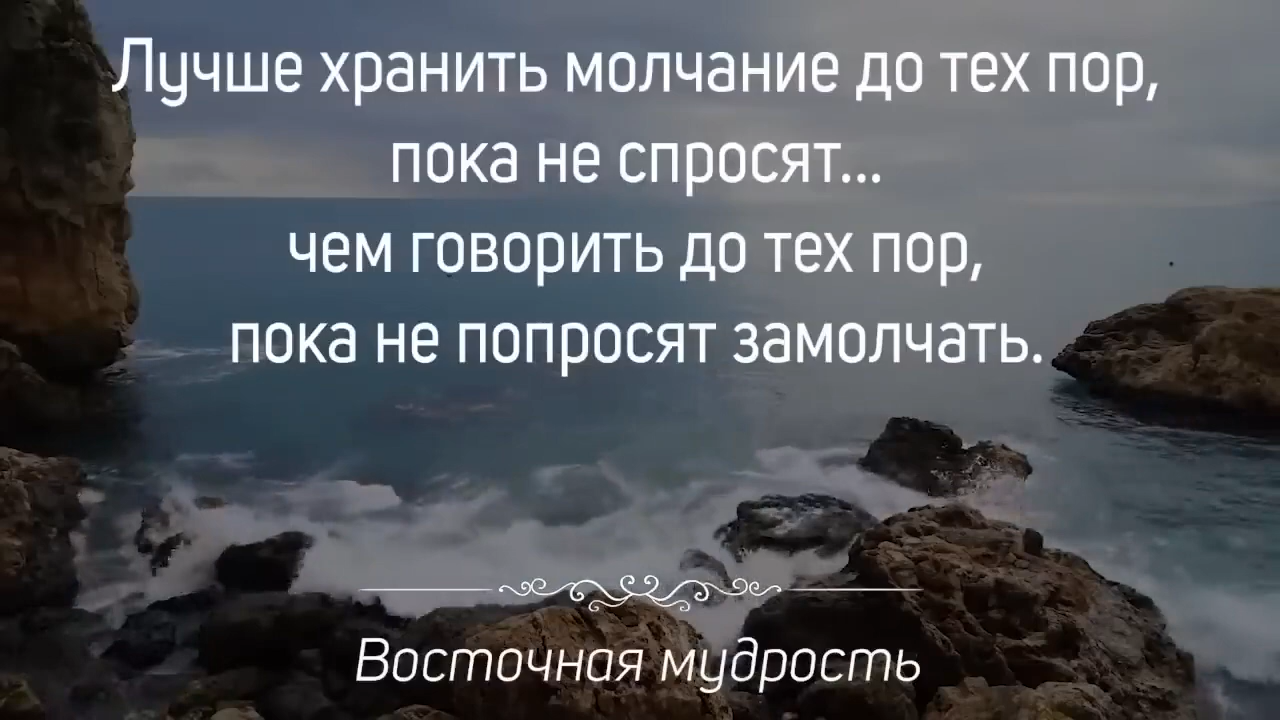 Лучше хранить молчание до тех пор,
пока не спросят...
чем говорить до тех пор,
пока не попросят замолчать.
Восточная мудрость